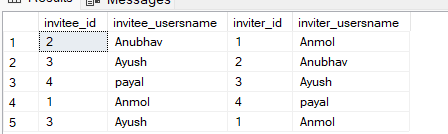 Results Messages
invitee_id invitee_usersname inviter_id inviter_usersname
1 2 Anubhav 1 Anmol
2 3 Ayush 2 Anubhav
3 4 payal 3 Ayush
4 1 Anmol 4 payal
5 3 Ayush 1 Anmol